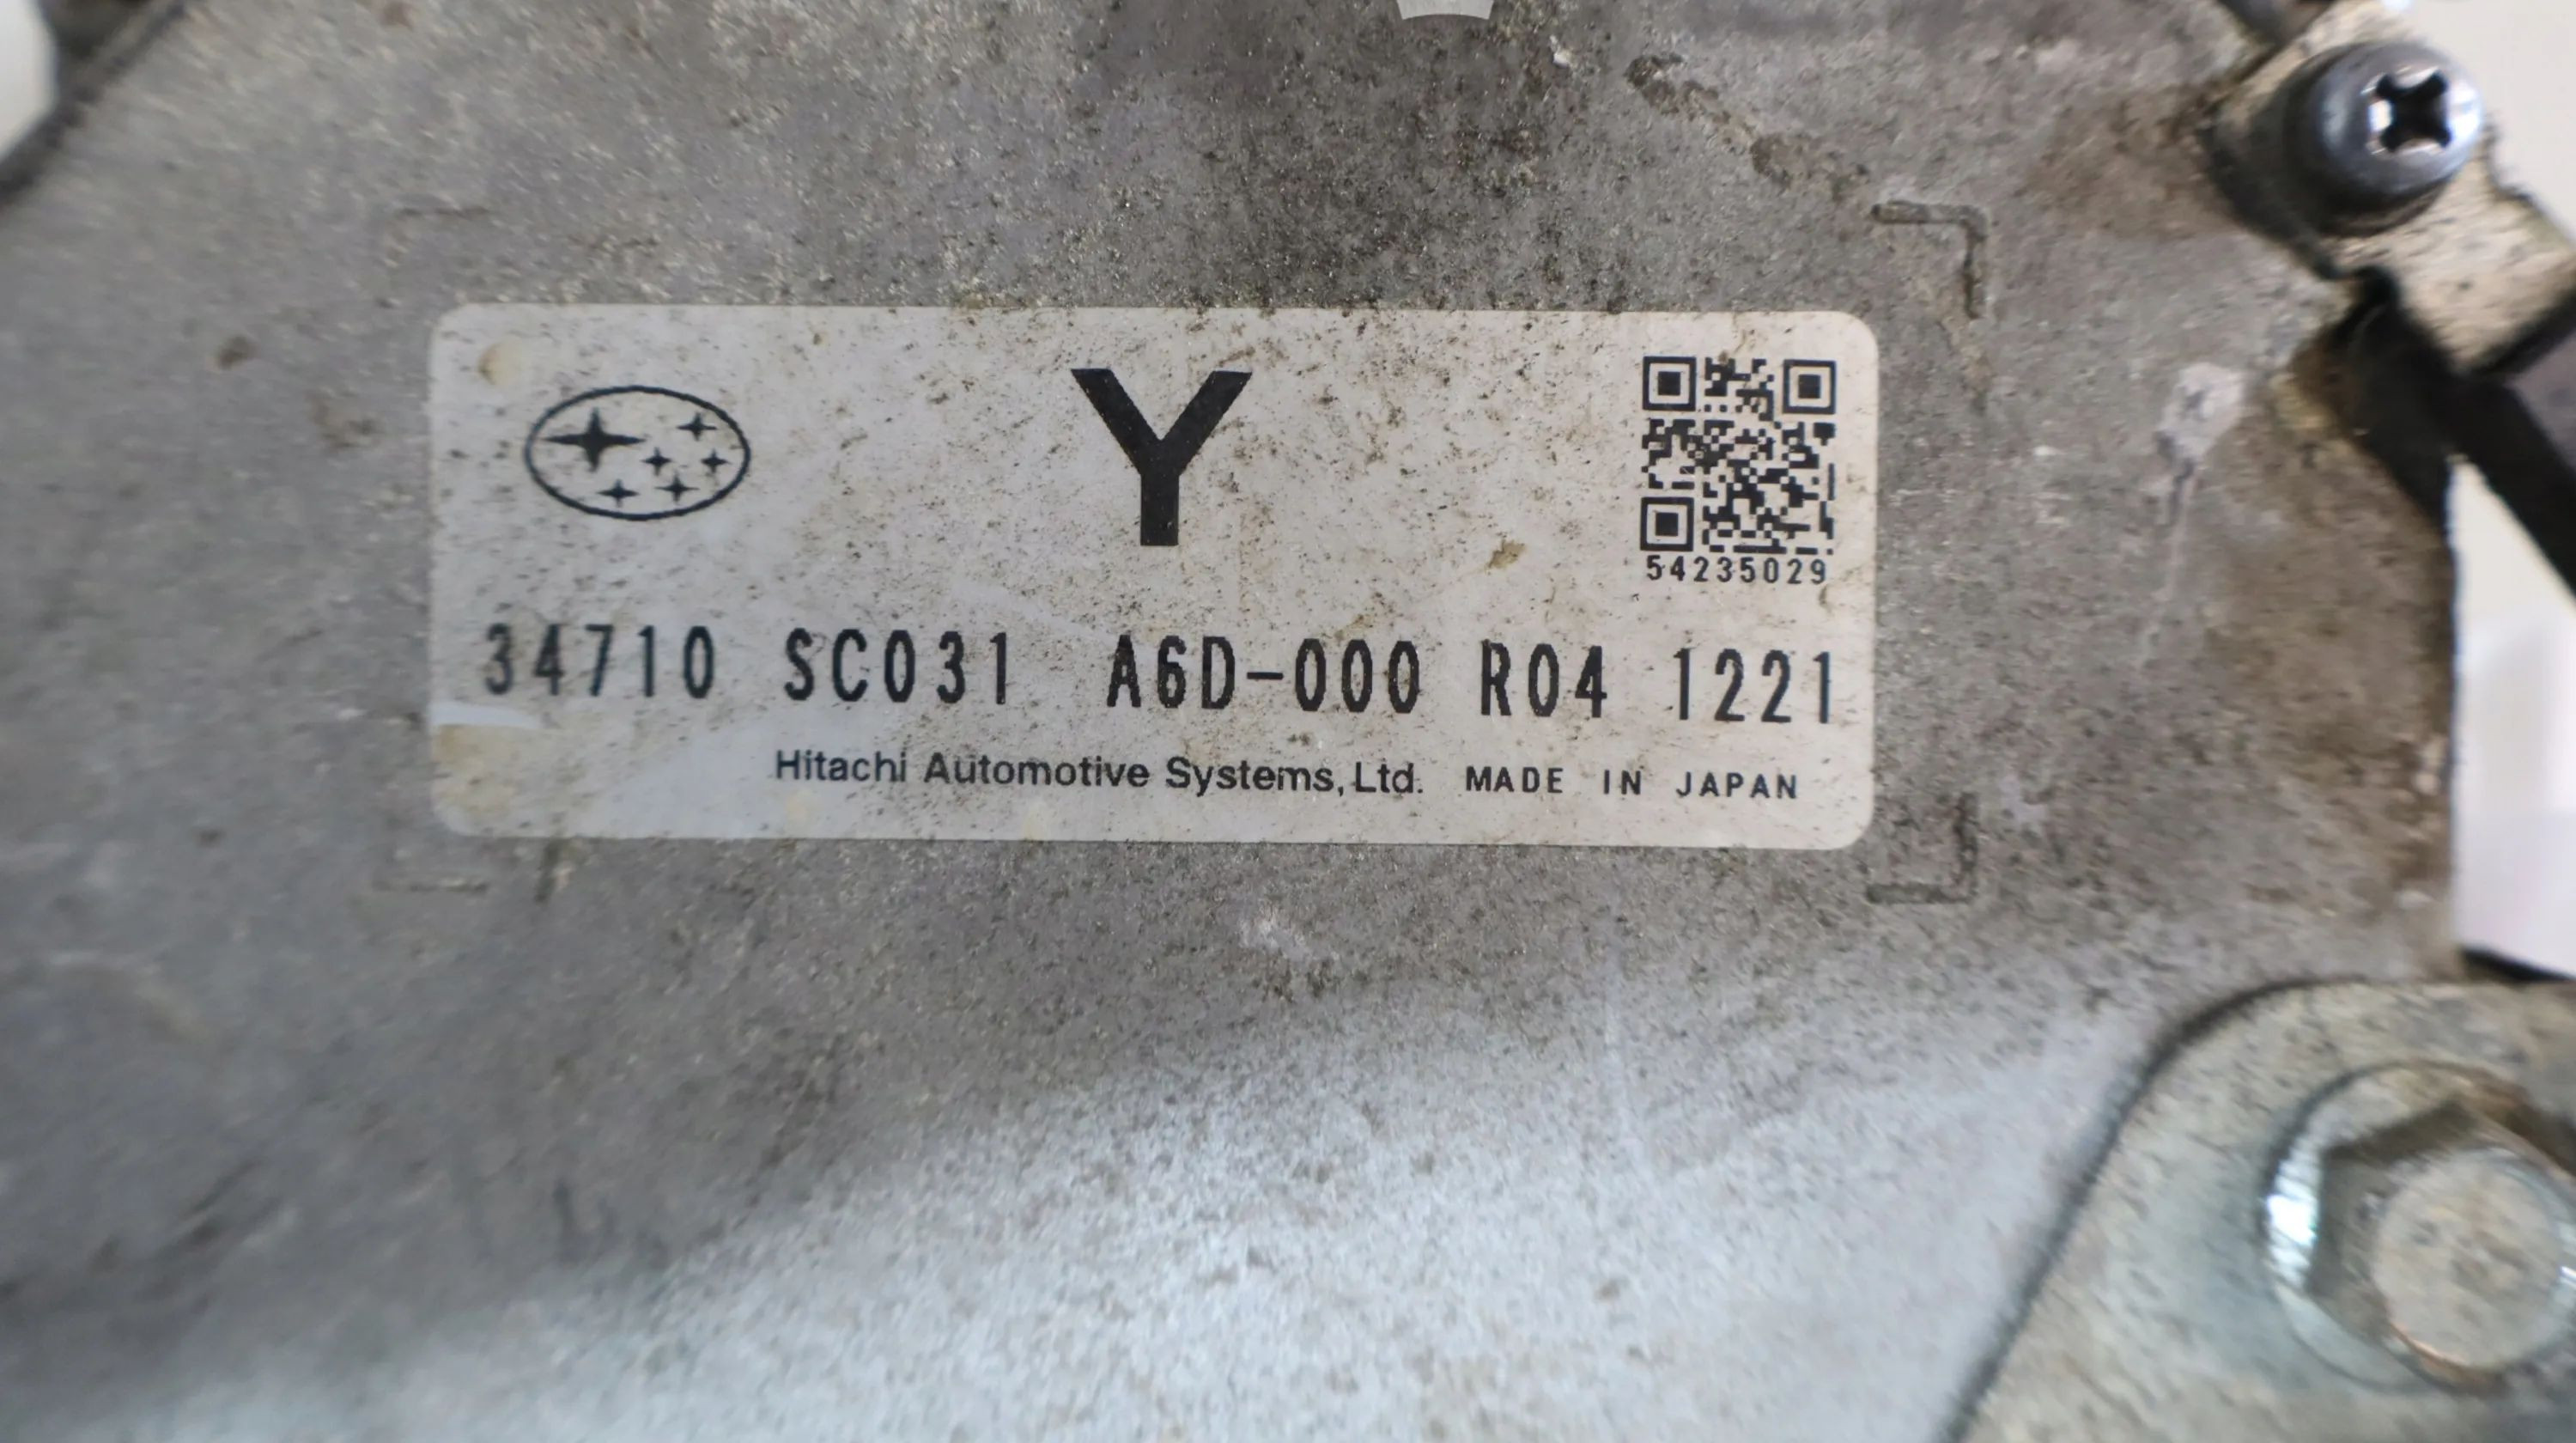 Y
54235029
34710 SC031 A6D-000 R04 1221
Hitachi Automotive Systems, Ltd. MADE IN JAPAN